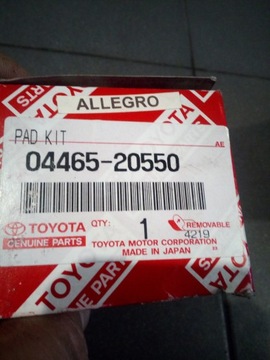 PARTS
ALLEGRO
PAD KIT
AE
04465-20550
TOYOTA
GENUINE PARTS
QTY:
1
REMOVABLE
4219
TOYOTA MOTOR CORPORATION
MADE IN JAPAN